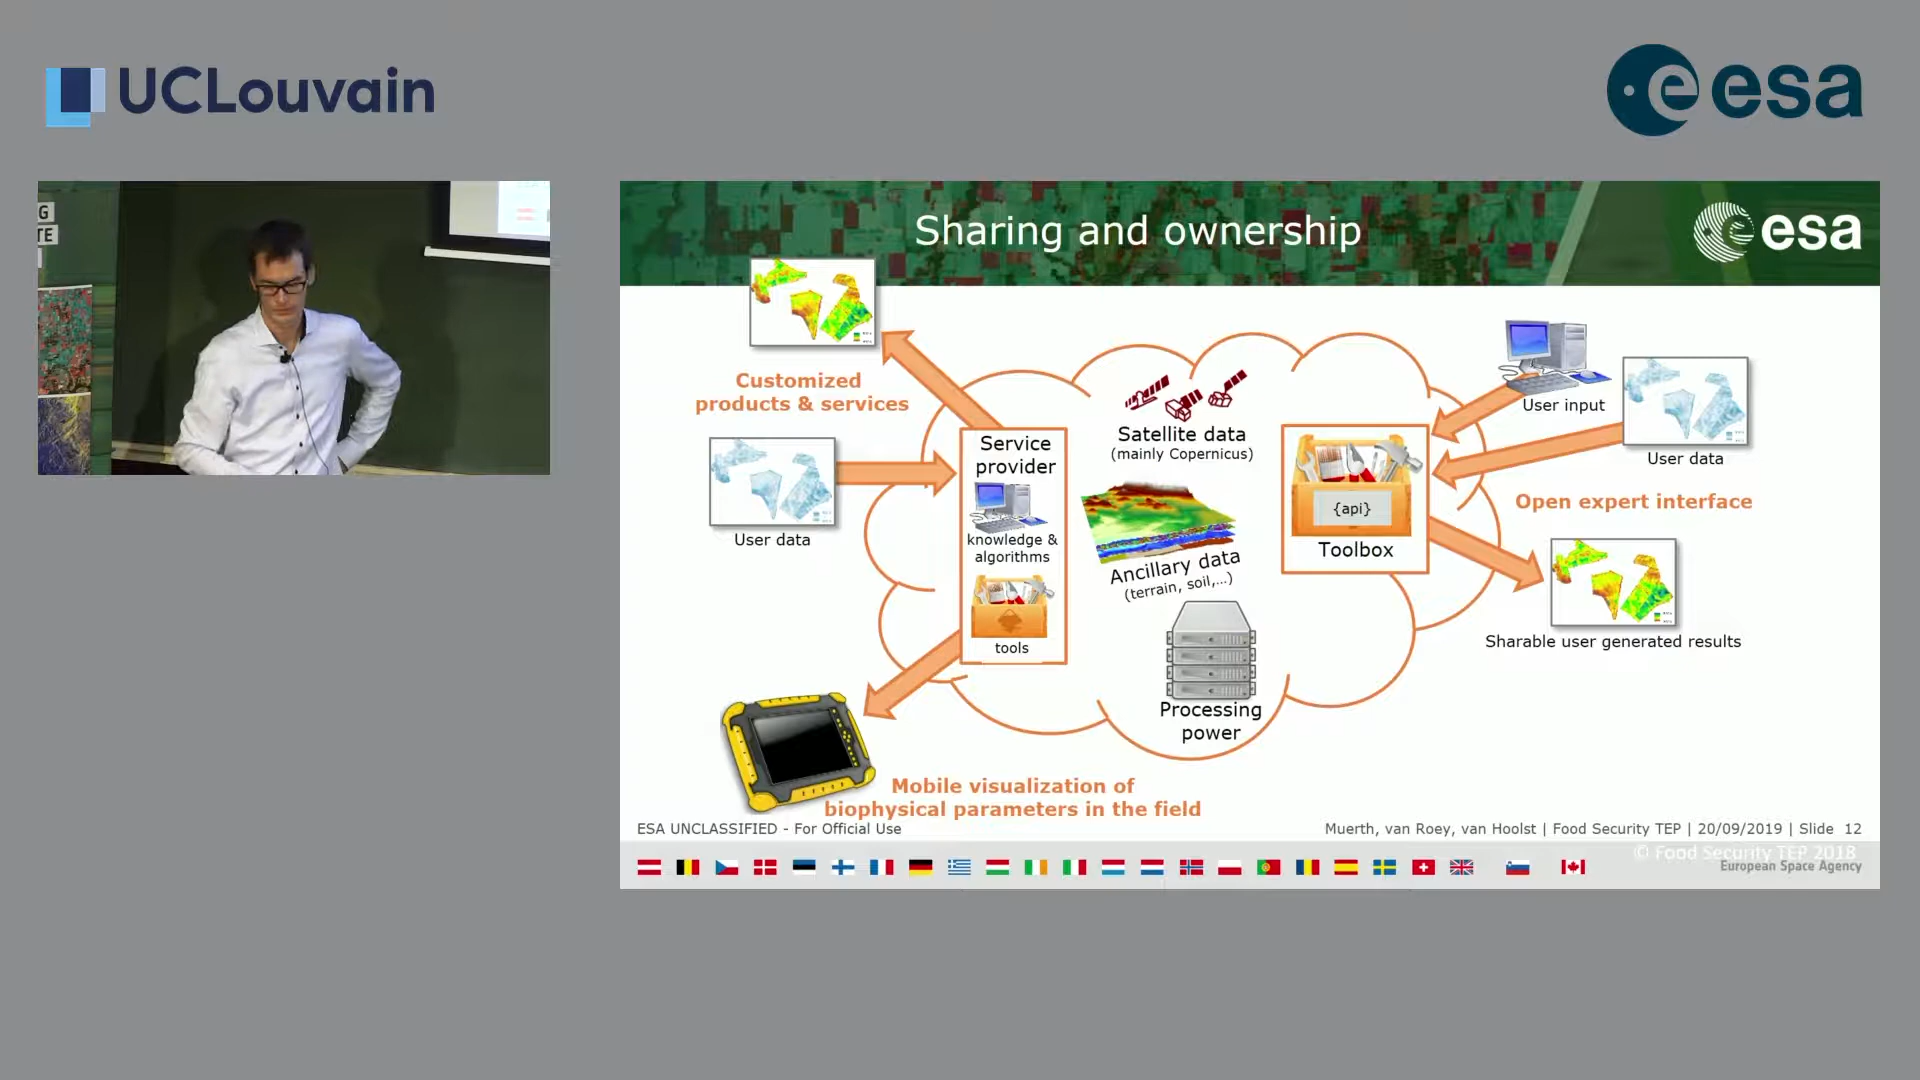 UCLouvain
esa
G
TE
Sharing and ownership
esa
Customized
products & services
User data
Service
provider
knowledge &
algorithms
tools
Satellite data
(mainly Copernicus)
Ancillary data
(terrain, soil,...)
Processing
power
{api}
Toolbox
User input
User data
Open expert interface
Sharable user generated results
Mobile visualization of
biophysical parameters in the field
ESA UNCLASSIFIED - For Official Use
Muerth, van Roey, van Hoolst | Food Security TEP | 20/09/2019 | Slide 12
© Food Security TEP 2018
European Space Agency